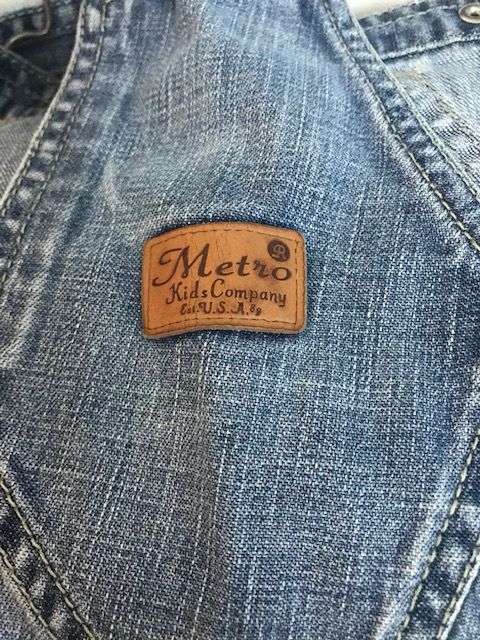 Metro ®
Kids Company
Est. U.S.A. 89